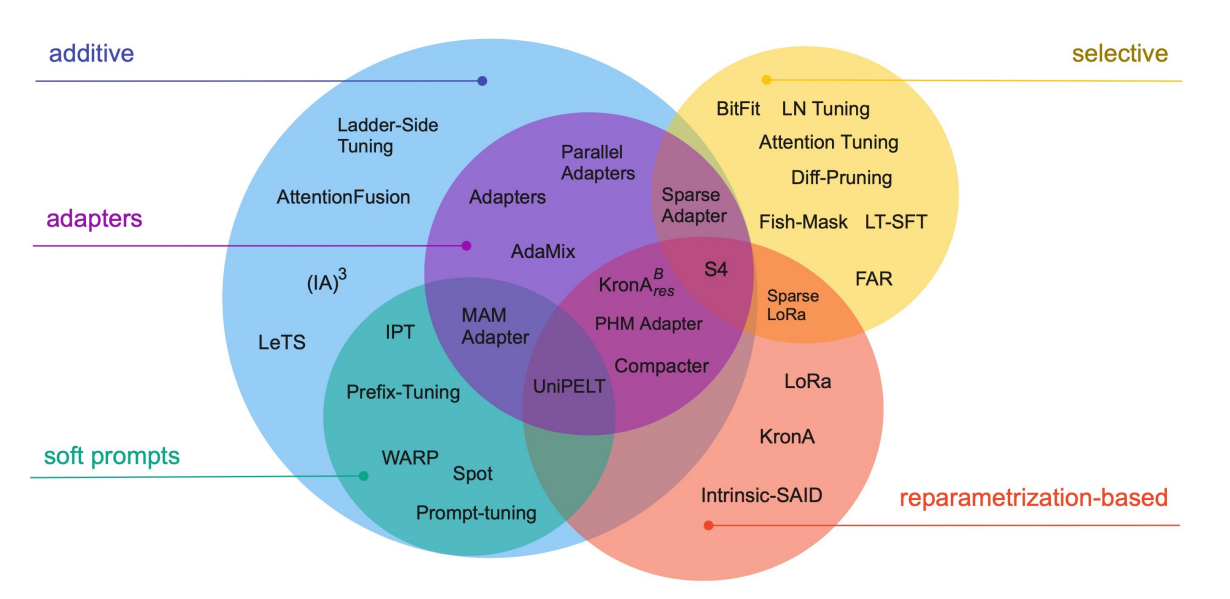 additive
selective
BitFit LN Tuning
Ladder-Side
Tuning
Attention Tuning
Parallel
Adapters
Diff-Pruning
AttentionFusion
Adapters
Sparse
Adapter
adapters
Fish-Mask LT-SFT
AdaMix
(IA)³
KronA^B_res
S4
FAR
Sparse
LoRa
MAM
Adapter
PHM Adapter
IPT
LeTS
Compacter
UniPELT
LoRa
Prefix-Tuning
KronA
soft prompts
WARP
Spot
Intrinsic-SAID
reparametrization-based
Prompt-tuning